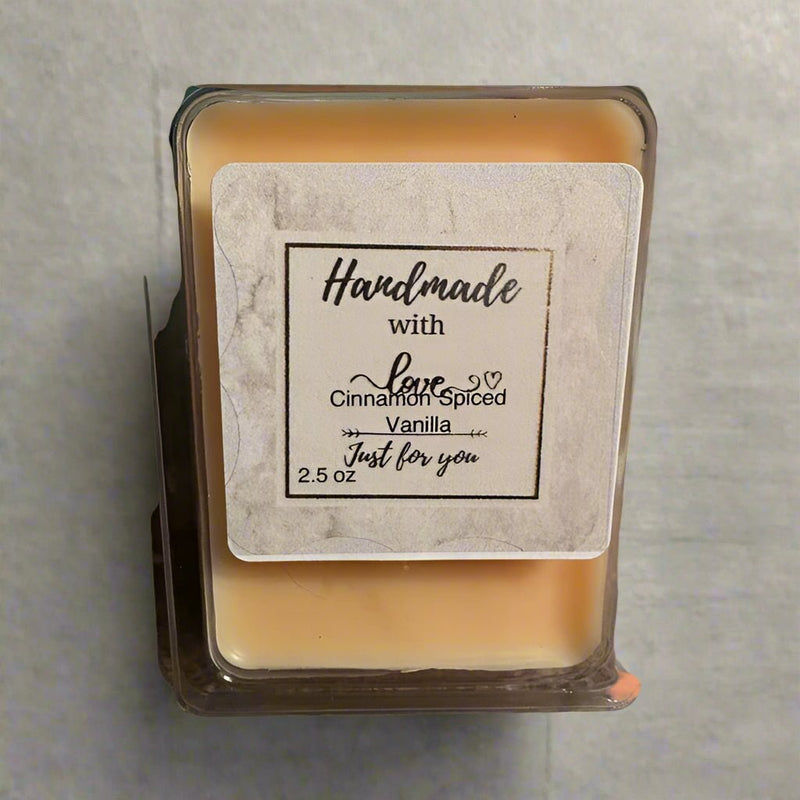 Handmade
with
love
Cinnamon Spiced
Vanilla
Just for you
2.5 oz